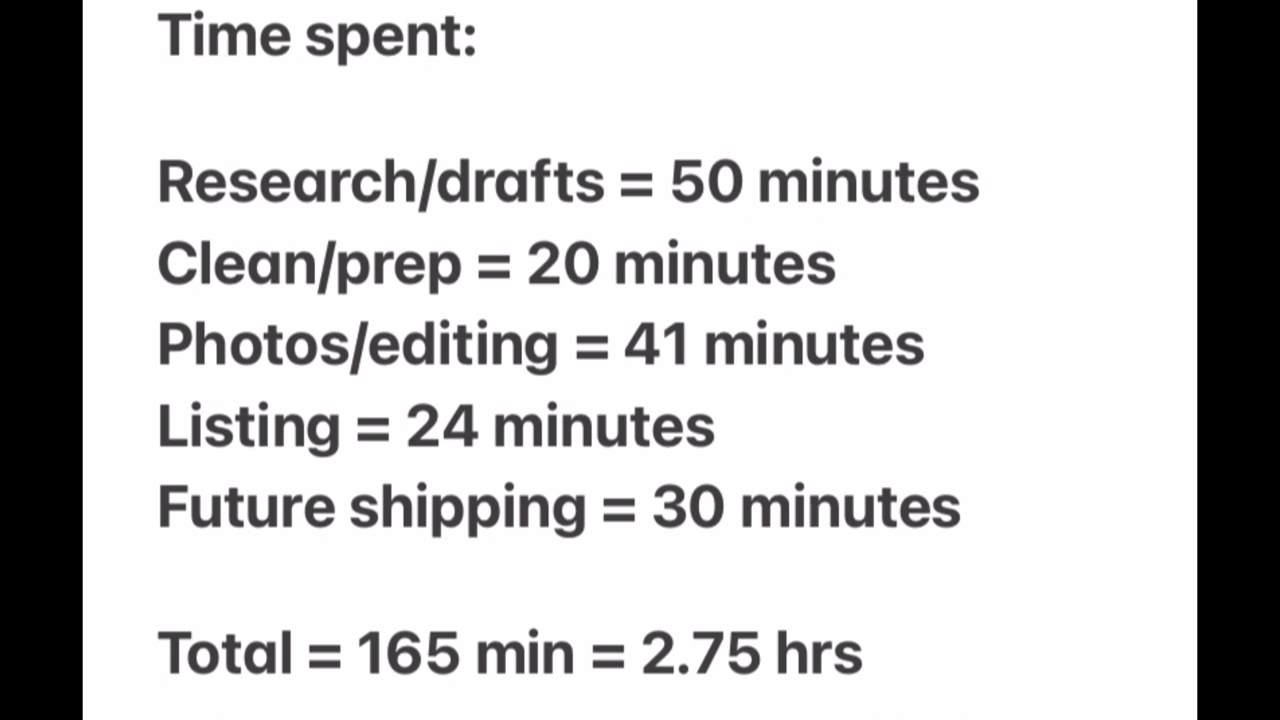 Time spent:
Research/drafts = 50 minutes
Clean/prep = 20 minutes
Photos/editing = 41 minutes
Listing = 24 minutes
Future shipping = 30 minutes
Total = 165 min = 2.75 hrs